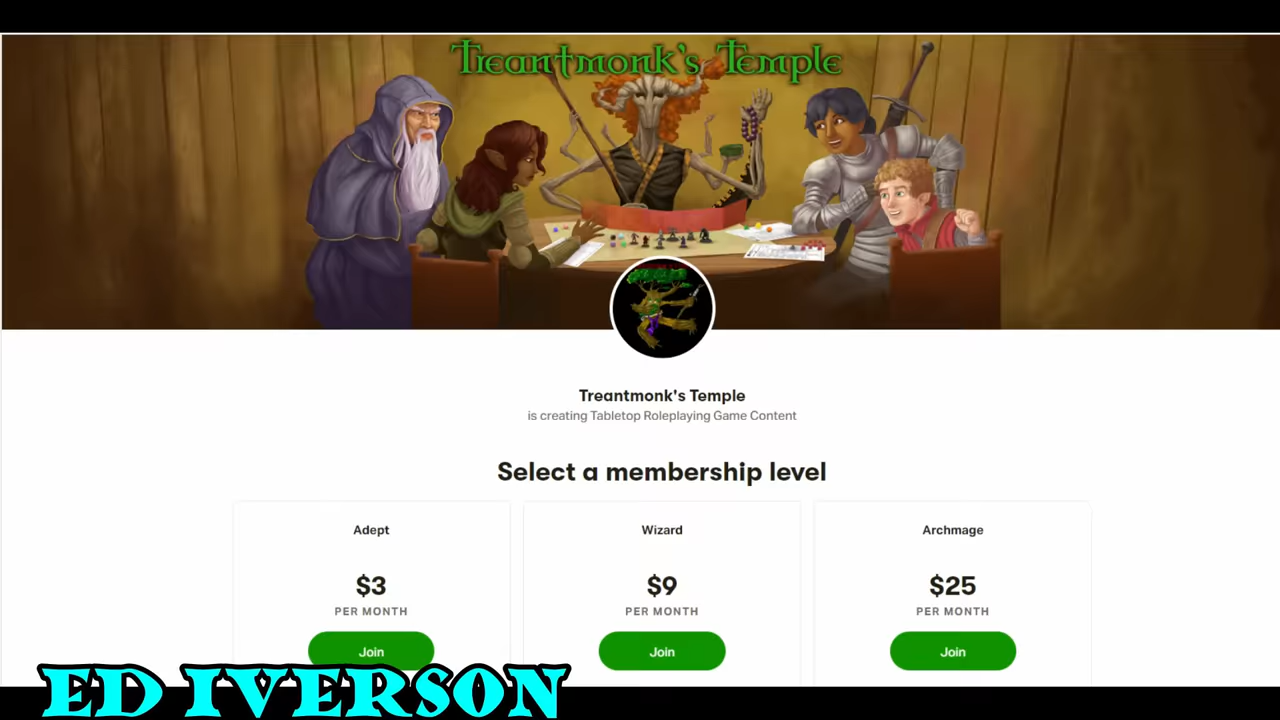 Treantmonk's Temple
Treantmonk's Temple
is creating Tabletop Roleplaying Game Content
Select a membership level
Adept
$3
PER MONTH
Join
Wizard
$9
PER MONTH
Join
Archmage
$25
PER MONTH
Join
ED IVERSON